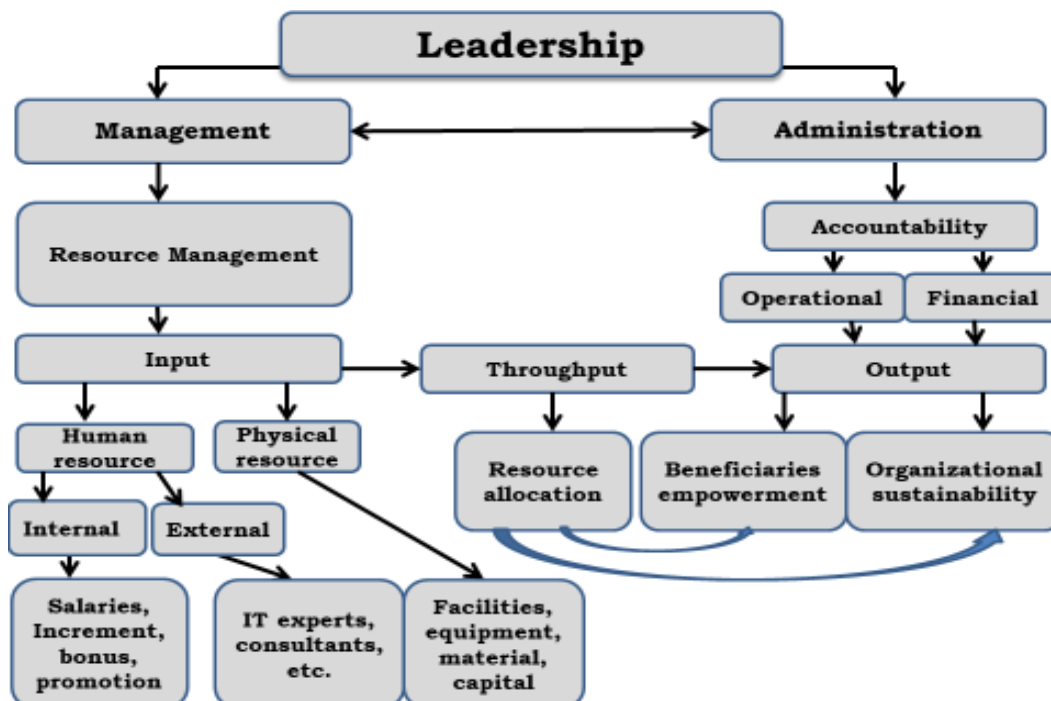 Leadership
Management
Administration
Resource Management
Accountability
Operational
Financial
Input
Throughput
Output
Human
resource
Physical
resource
Resource
allocation
Beneficiaries
empowerment
Organizational
sustainability
Internal
External
Salaries,
Increment,
bonus,
promotion
IT experts,
consultants,
etc.
Facilities,
equipment,
material,
capital